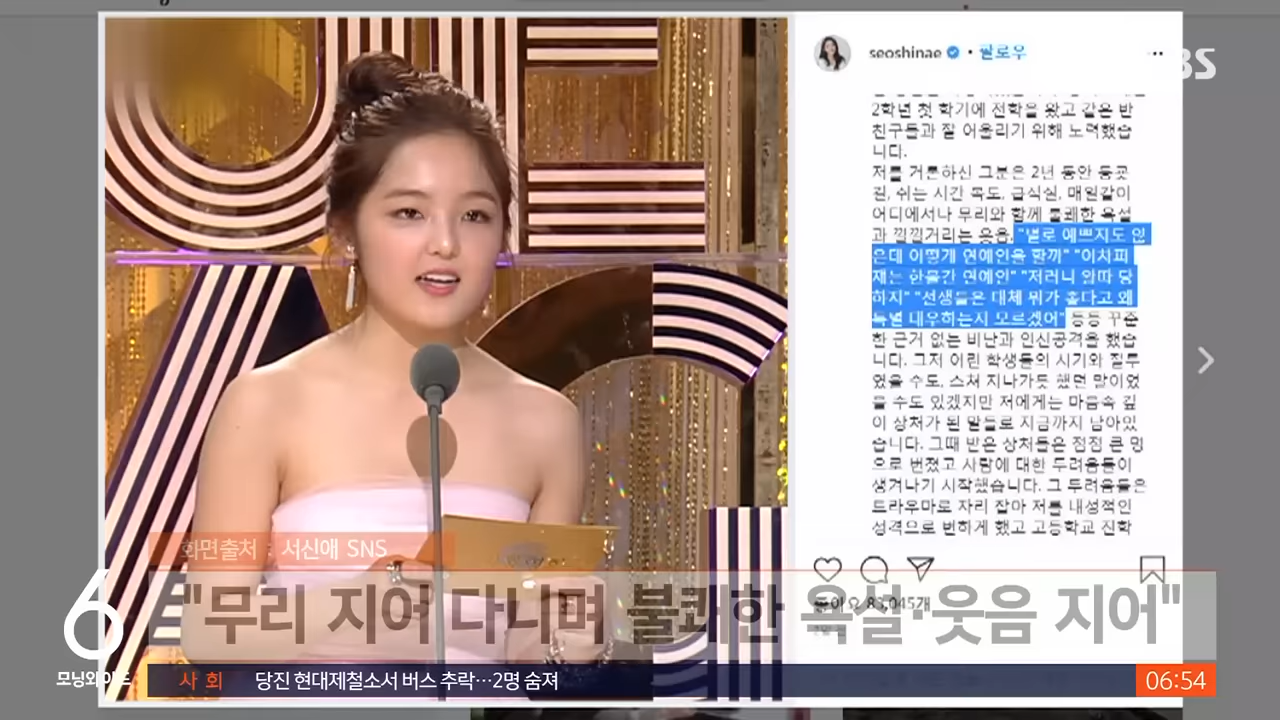 seoshinae • 팔로우
2학년 첫 학기에 전학을 왔고 같은 반
친구들과 잘 어울리기 위해 노력했습
니다.
저를 거론하신 그분은 2년 동안 등굣
길, 쉬는 시간 복도, 급식실, 매일같이
어디에서나 무리와 함께 불쾌한 욕설
과 낄낄거리는 웃음, "별로 예쁘지도 않
은데 어떻게 연예인을 할까" "어차피
쟤는 한물간 연예인" "저러니 왕따 당
하지" "선생들은 대체 뭐가 좋다고 왜
특별 대우하는지 모르겠어" 등등 꾸준
한 근거 없는 비난과 인신공격을 했습
니다. 그저 어린 학생들의 시기와 질투
였을 수도, 스쳐 지나가듯 했던 말이었
을 수도 있겠지만 저에게는 마음속 깊
이 상처가 된 말들로 지금까지 남아있
습니다. 그때 받은 상처들은 점점 큰 멍
으로 번졌고 사람에 대한 두려움들이
생겨나기 시작했습니다. 그 두려움들은
트라우마로 자리 잡아 저를 내성적인
성격으로 변하게 했고 고등학교 진학
좋아요 83,045개
화면출처 : 서신애 SNS
"무리 지어 다니며 불쾌한 욕설·웃음 지어"
6
모닝와이드
사 회 당진 현대제철소서 버스 추락…2명 숨져
06:54